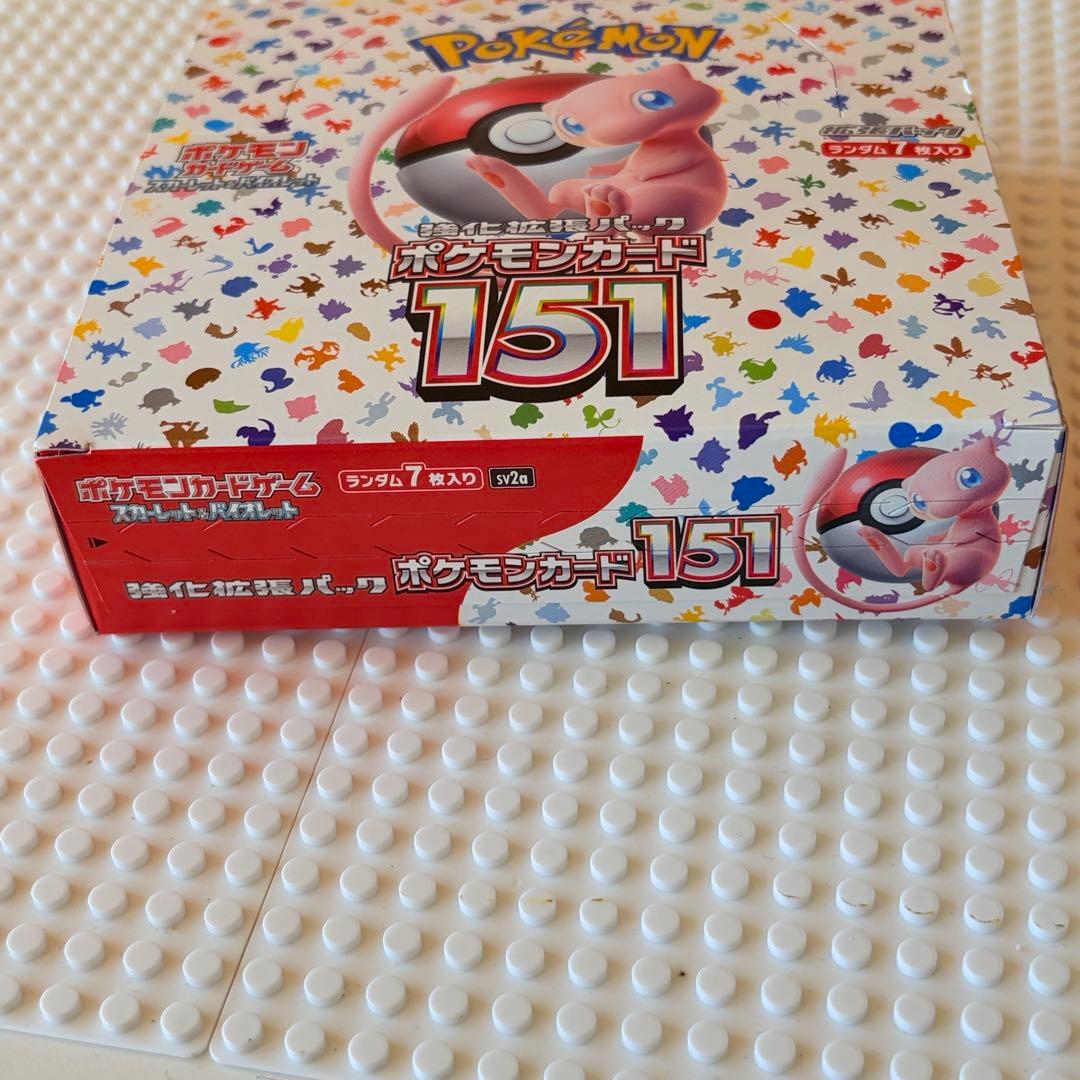 POKÉMON
ポケモン
カードゲーム
スカーレット&バイオレット
拡張パック
ランダム7枚入り
強化拡張パック
ポケモンカード
151
ポケモンカードゲーム
スカーレット&バイオレット
ランダム7枚入り
sv2a
強化拡張パック
ポケモンカード
151